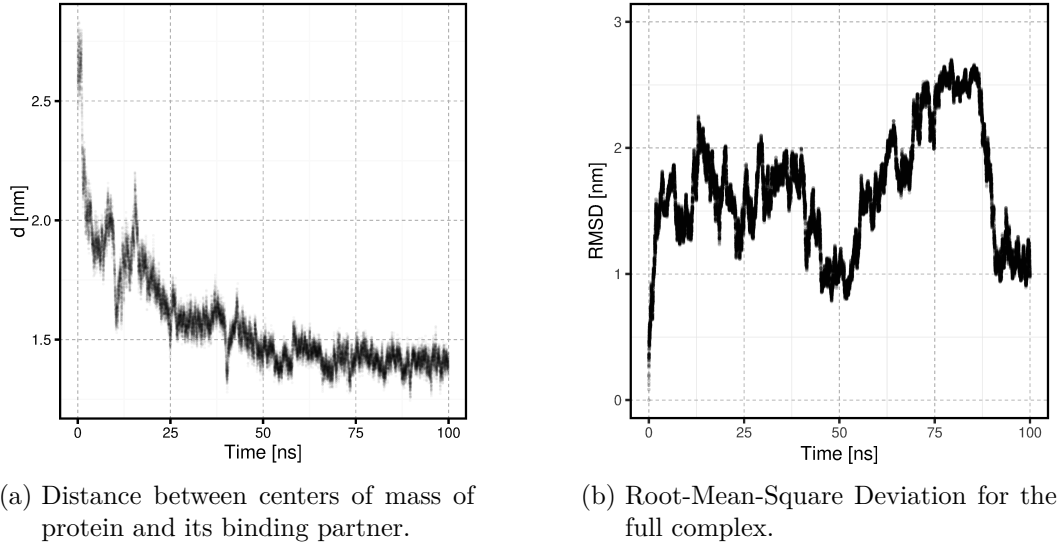 d [nm]
2.5
2.0
1.5
0 25 50 75 100
Time [ns]
RMSD [nm]
3
2
1
0
0 25 50 75 100
Time [ns]
(a) Distance between centers of mass of
protein and its binding partner.
(b) Root-Mean-Square Deviation for the
full complex.